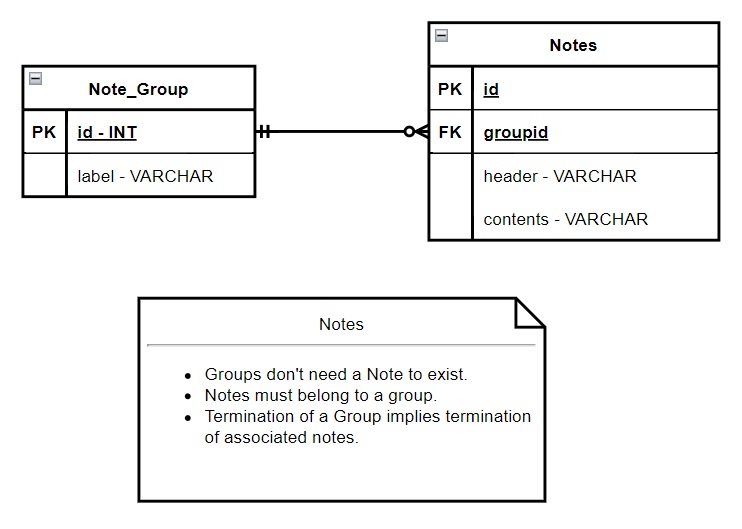 Note_Group
PK id - INT
label - VARCHAR
Notes
PK id
FK groupid
header - VARCHAR
contents - VARCHAR
Notes
• Groups don't need a Note to exist.
• Notes must belong to a group.
• Termination of a Group implies termination
of associated notes.